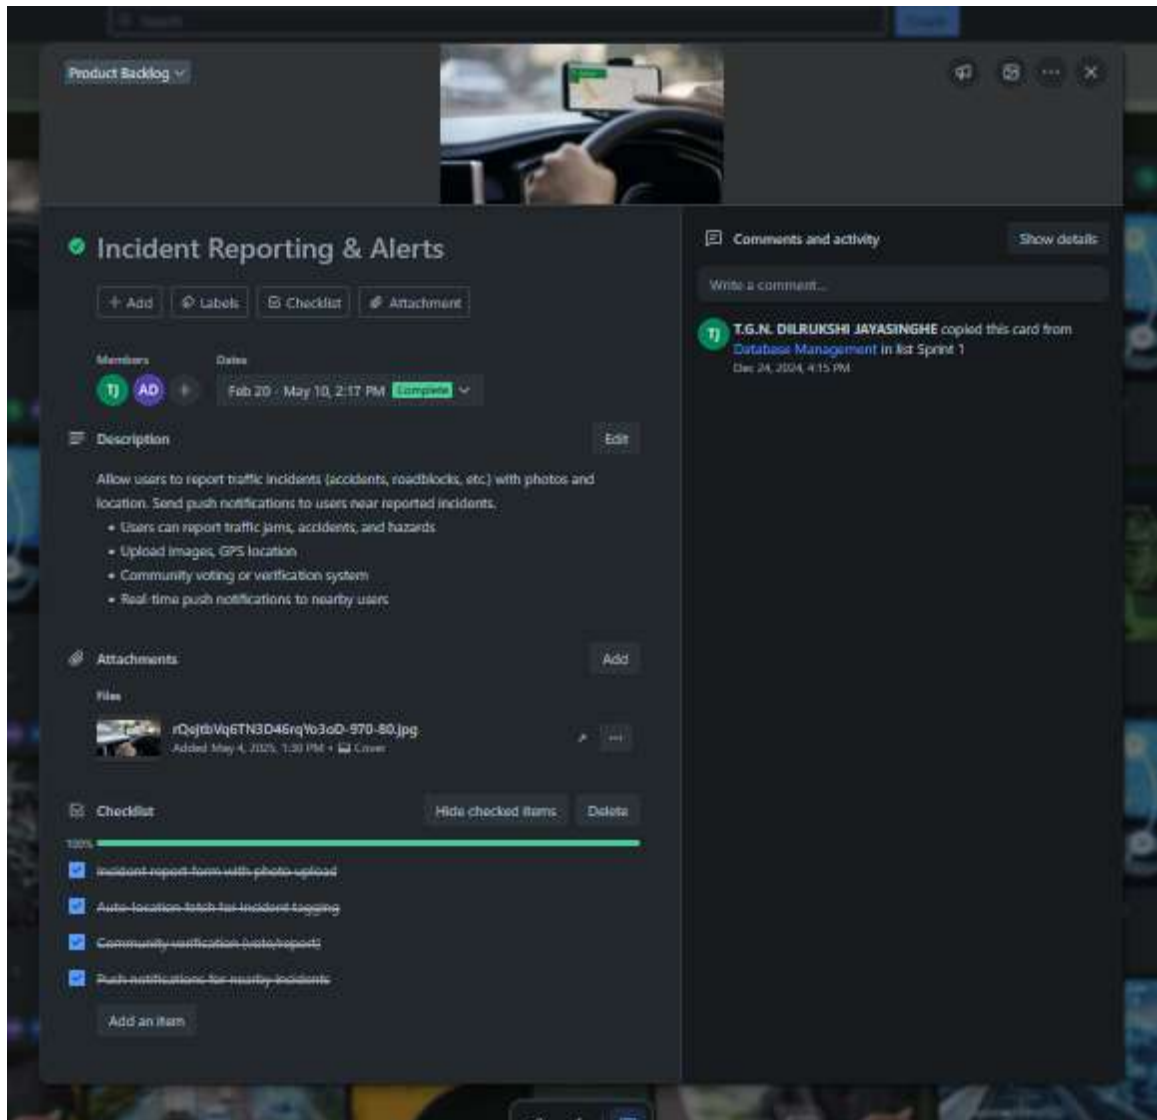 Search
Create
Product Backlog
Incident Reporting & Alerts
+ Add
Labels
Checklist
Attachment
Members
Dates
TJ
AD
+
Feb 20 - May 10, 2:17 PM
Complete
Description
Edit
Allow users to report traffic incidents (accidents, roadblocks, etc.) with photos and
location. Send push notifications to users near reported incidents.
• Users can report traffic jams, accidents, and hazards
• Upload images, GPS location
• Community voting or verification system
• Real-time push notifications to nearby users
Attachments
Add
Files
Added May 4, 2025, 1:30 PM • Cover
Checklist
Hide checked items
Delete
100%
Incident report form with photo upload
Auto-location fetch for incident tagging
Community verification (vote/report)
Push notifications for nearby incidents
Add an item
Comments and activity
Show details
Write a comment...
TJ
T.G.N. DILRUKSHI JAYASINGHE copied this card from
Database Management in list Sprint 1
Dec 24, 2024, 4:15 PM